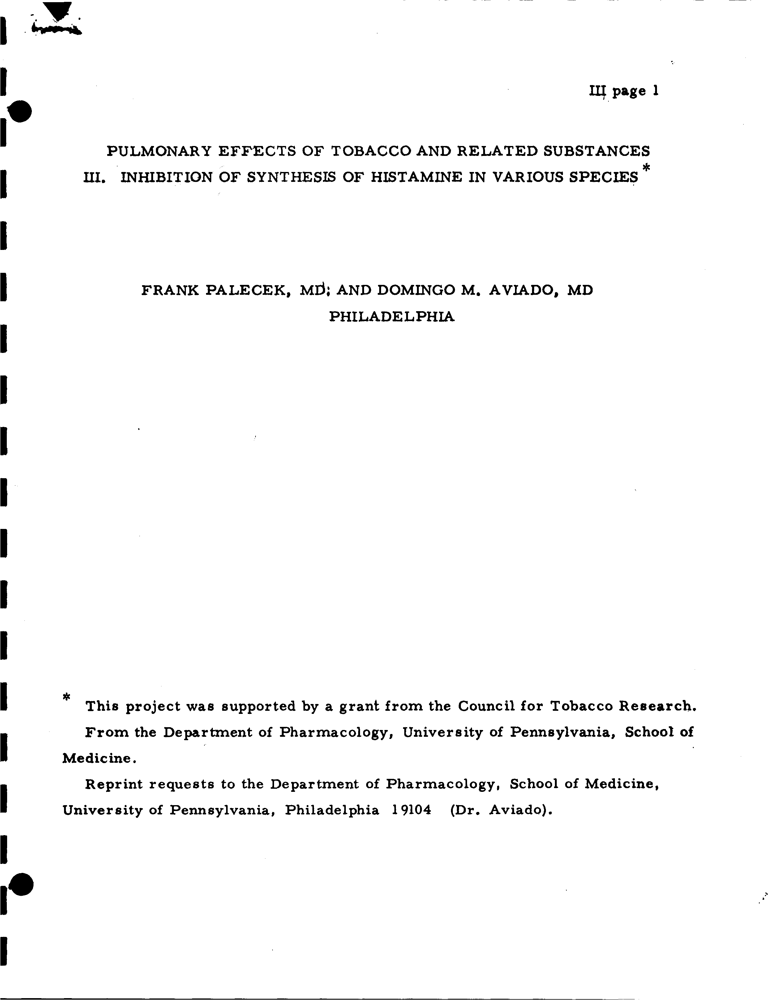 III page 1
PULMONARY EFFECTS OF TOBACCO AND RELATED SUBSTANCES
III. INHIBITION OF SYNTHESIS OF HISTAMINE IN VARIOUS SPECIES *
FRANK PALECEK, MD; AND DOMINGO M. AVIADO, MD
PHILADELPHIA
* This project was supported by a grant from the Council for Tobacco Research.
From the Department of Pharmacology, University of Pennsylvania, School of
Medicine.
Reprint requests to the Department of Pharmacology, School of Medicine,
University of Pennsylvania, Philadelphia 19104 (Dr. Aviado).